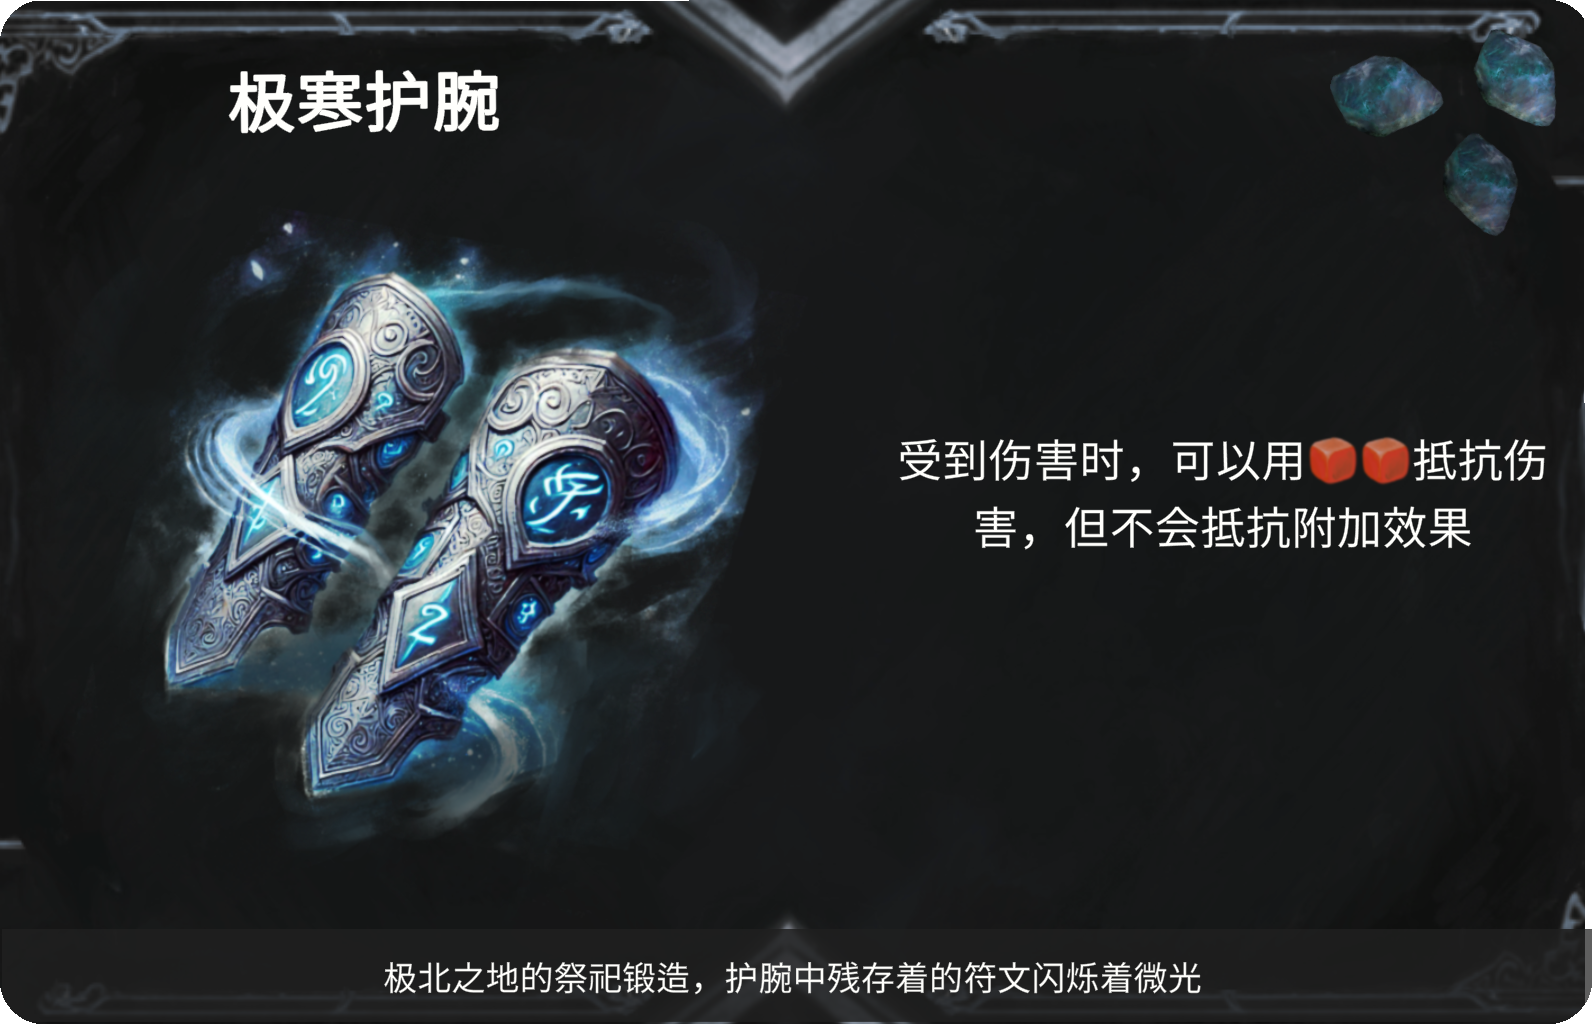 极寒护腕
受到伤害时，可以用抵抗伤
害，但不会抵抗附加效果
极北之地的祭祀锻造，护腕中残存着的符文闪烁着微光